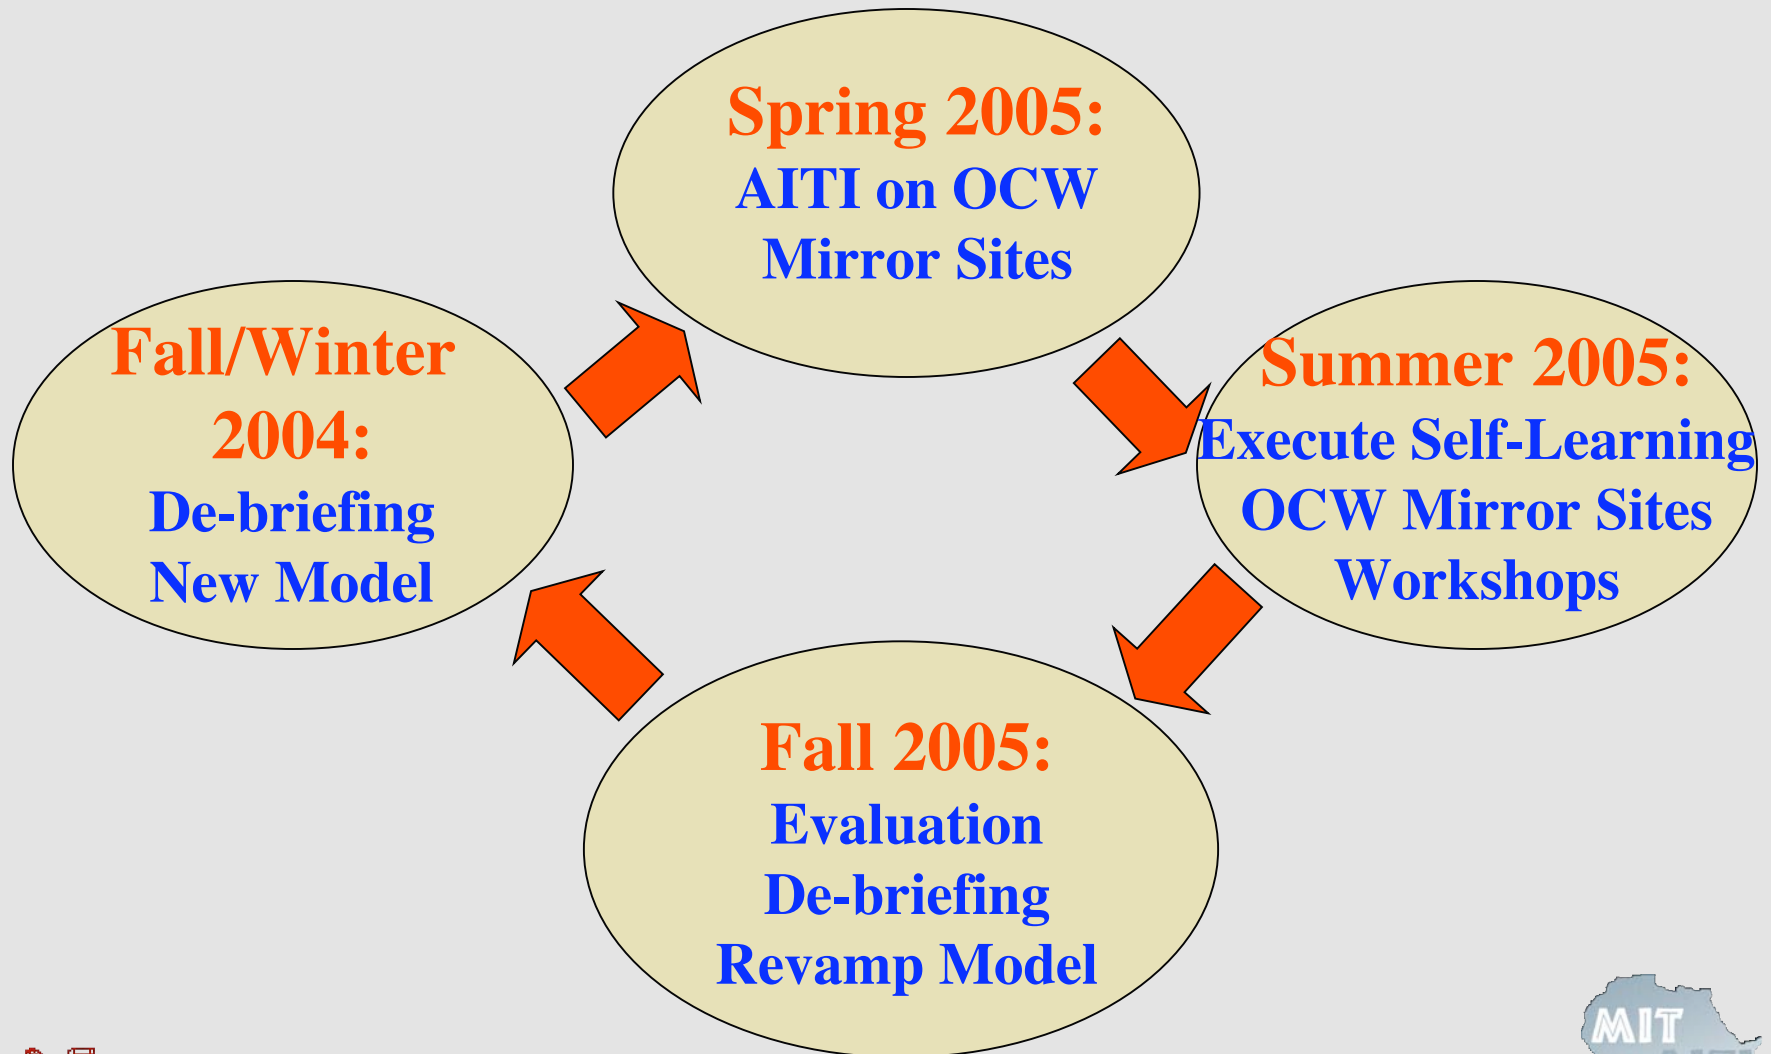 Spring 2005:
AITI on OCW
Mirror Sites
Fall/Winter
2004:
De-briefing
New Model
Summer 2005:
Execute Self-Learning
OCW Mirror Sites
Workshops
Fall 2005:
Evaluation
De-briefing
Revamp Model
MIT